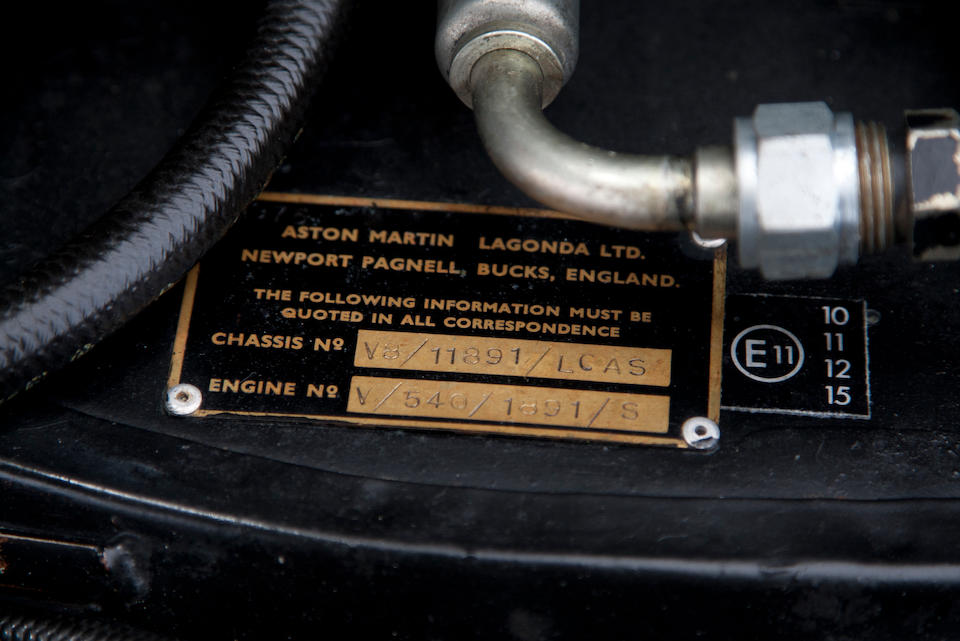 ASTON MARTIN LAGONDA LTD.
NEWPORT PAGNELL, BUCKS, ENGLAND.
THE FOLLOWING INFORMATION MUST BE
QUOTED IN ALL CORRESPONDENCE
CHASSIS Nº V8/11891/LCAS
ENGINE Nº V/540/1891/S
E11
10
11
12
15